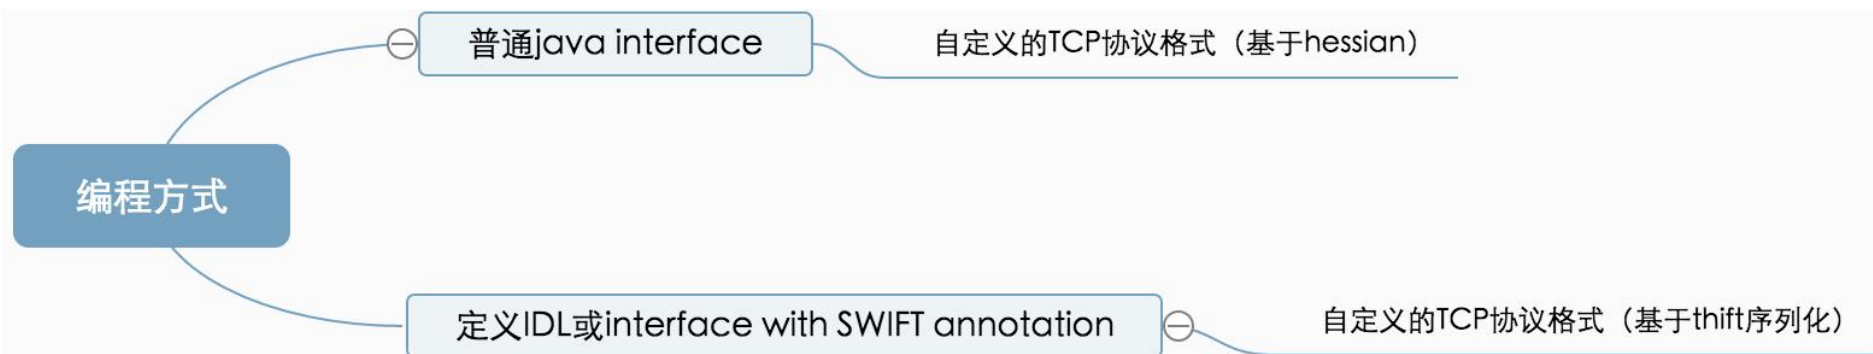 普通java interface
自定义的TCP协议格式（基于hessian）
编程方式
定义IDL或interface with SWIFT annotation
自定义的TCP协议格式（基于thift序列化）